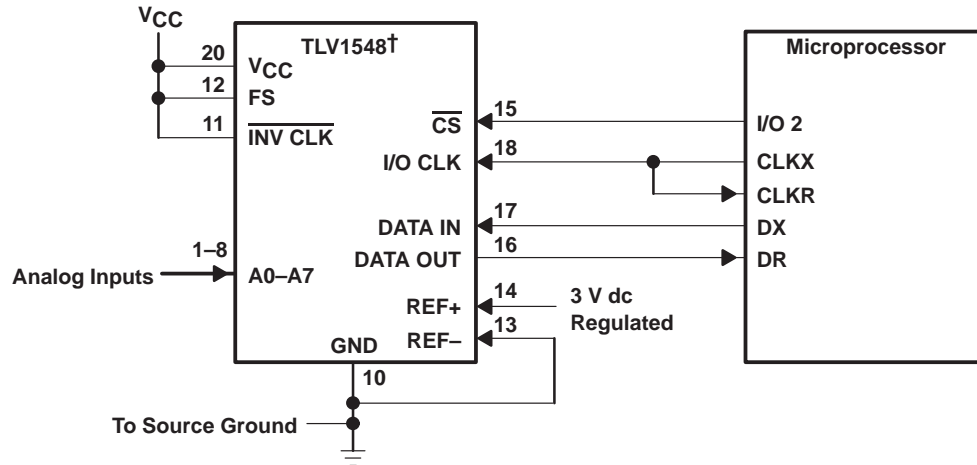 VCC
TLV1548†
Microprocessor
20
VCC
12
FS
11
INV CLK
15
CS
I/O 2
18
I/O CLK
CLKX
CLKR
17
DATA IN
DX
16
DATA OUT
DR
1–8
Analog Inputs
A0–A7
14
REF+
3 V dc
Regulated
13
REF–
GND
10
To Source Ground